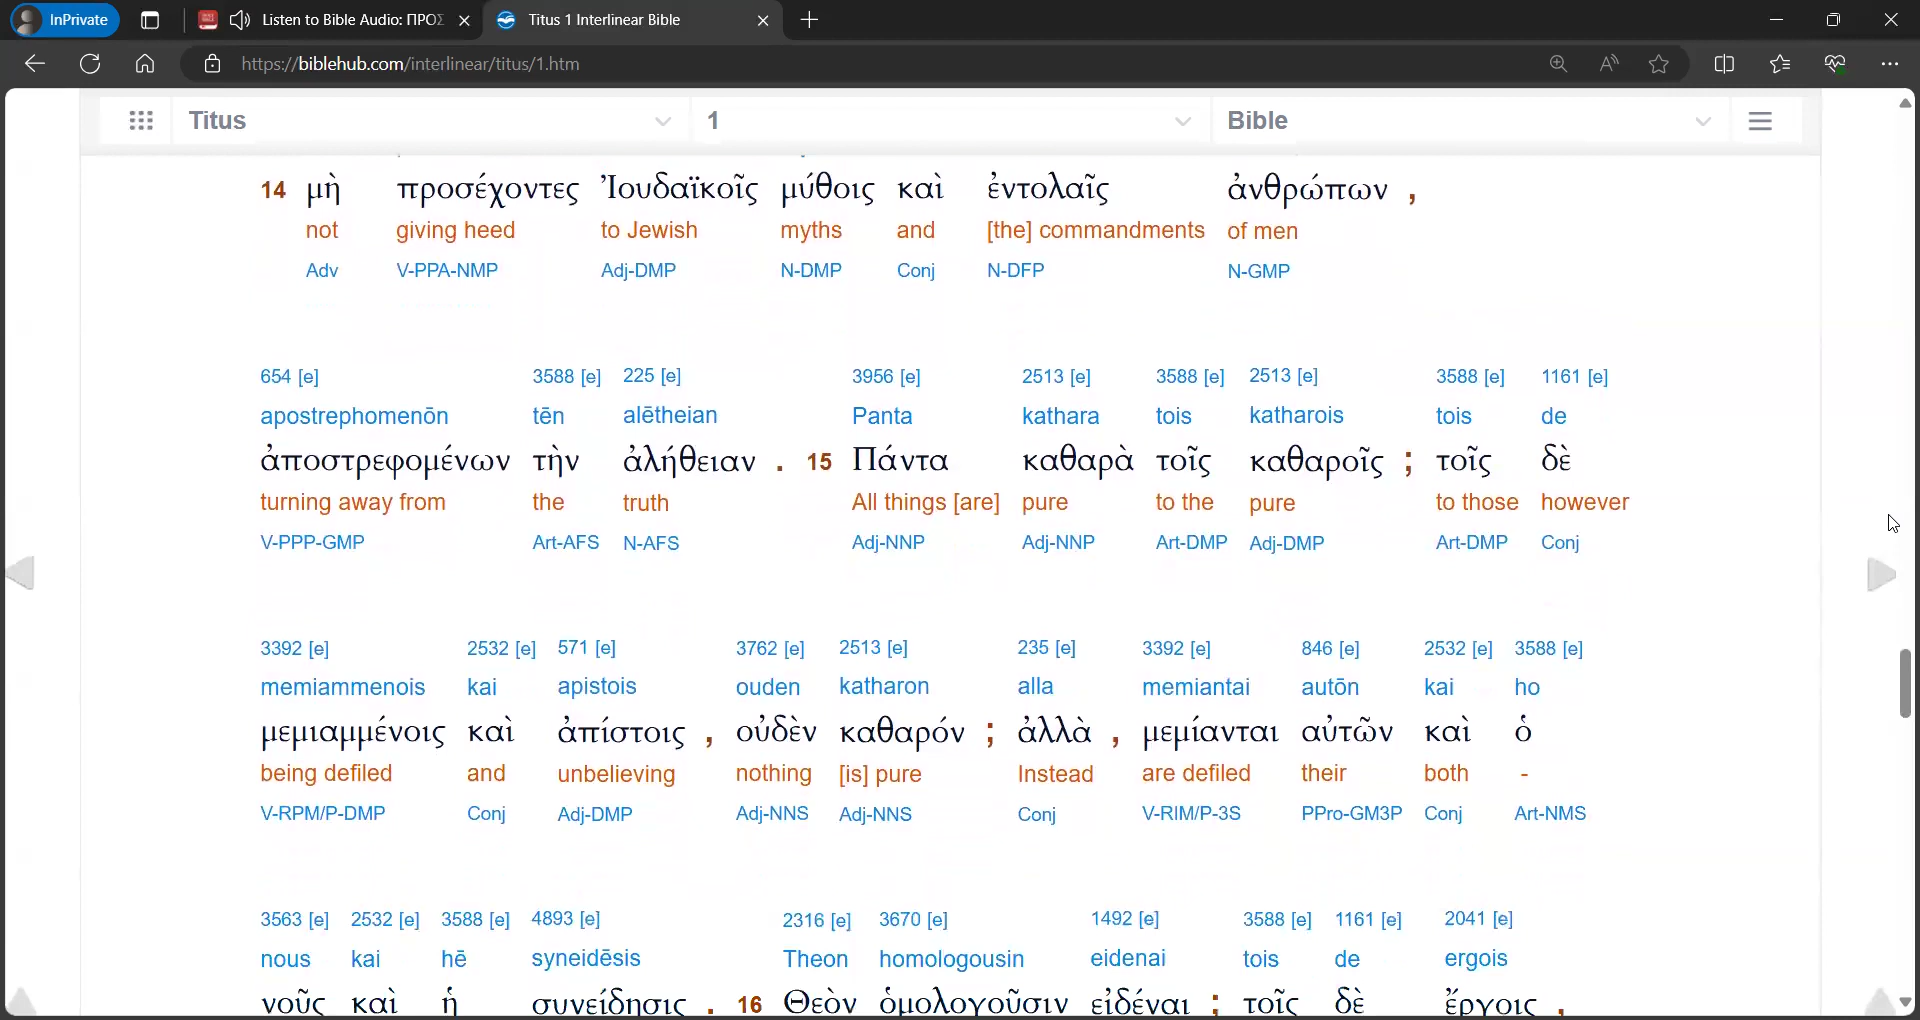 InPrivate
Listen to Bible Audio: ΠΡΟΣ
Titus 1 Interlinear Bible
https://biblehub.com/interlinear/titus/1.htm
Titus 1 Bible
14 μὴ προσέχοντες Ἰουδαϊκοῖς μύθοις καὶ ἐντολαῖς ἀνθρώπων ,
not giving heed to Jewish myths and [the] commandments of men
Adv V-PPA-NMP Adj-DMP N-DMP Conj N-DFP N-GMP
654 [e] 3588 [e] 225 [e] 3956 [e] 2513 [e] 3588 [e] 2513 [e] 3588 [e] 1161 [e]
apostrephomenōn tēn alētheian Panta kathara tois katharois tois de
ἀποστρεφομένων τὴν ἀλήθειαν . 15 Πάντα καθαρὰ τοῖς καθαροῖς ; τοῖς δὲ
turning away from the truth All things [are] pure to the pure to those however
V-PPP-GMP Art-AFS N-AFS Adj-NNP Adj-NNP Art-DMP Adj-DMP Art-DMP Conj
3392 [e] 2532 [e] 571 [e] 3762 [e] 2513 [e] 235 [e] 3392 [e] 846 [e] 2532 [e] 3588 [e]
memiammenois kai apistois ouden katharon alla memiantai autōn kai ho
μεμιαμμένοις καὶ ἀπίστοις , οὐδὲν καθαρόν ; ἀλλὰ , μεμίανται αὐτῶν καὶ ὁ
being defiled and unbelieving nothing [is] pure Instead are defiled their both -
V-RPM/P-DMP Conj Adj-DMP Adj-NNS Adj-NNS Conj V-RIM/P-3S PPro-GM3P Conj Art-NMS
3563 [e] 2532 [e] 3588 [e] 4893 [e] 2316 [e] 3670 [e] 1492 [e] 3588 [e] 1161 [e] 2041 [e]
nous kai hē syneidēsis Theon homologousin eidenai tois de ergois
νοῦς καὶ ἡ συνείδησις . 16 Θεὸν ὁμολογοῦσιν εἰδέναι ; τοῖς δὲ ἔργοις ,